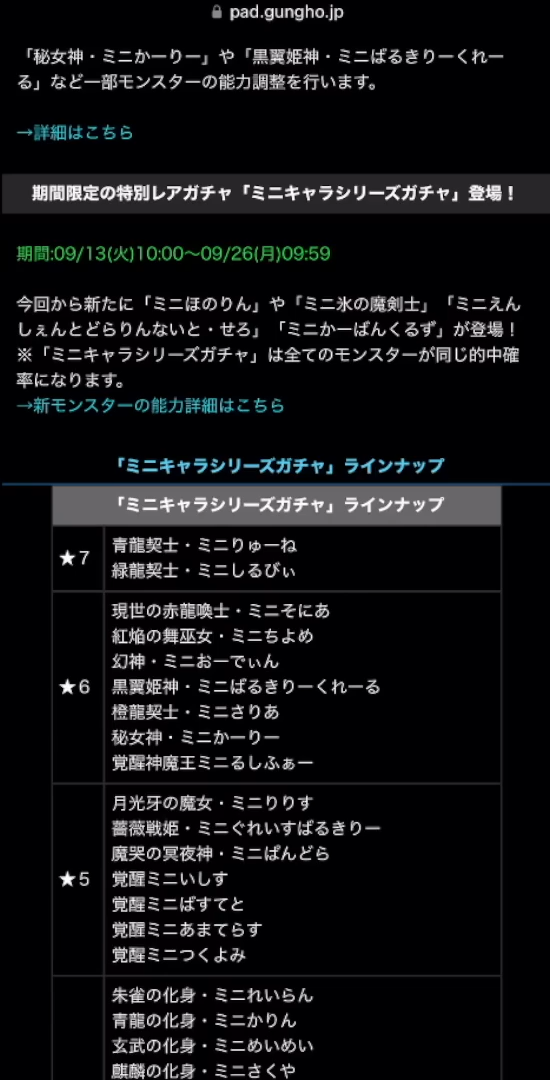 pad.gungho.jp
「秘女神・ミニかーりー」や「黒翼姫神・ミニばるきりーくれー
る」など一部モンスターの能力調整を行います。
→詳細はこちら
期間限定の特別レアガチャ「ミニキャラシリーズガチャ」登場！
期間:09/13(火)10:00〜09/26(月)09:59
今回から新たに「ミニほのりん」や「ミニ氷の魔剣士」「ミニえん
しぇんとどらりんないと・せろ」「ミニかーばんくるず」が登場！
※「ミニキャラシリーズガチャ」は全てのモンスターが同じ的中確
率になります。
→新モンスターの能力詳細はこちら
「ミニキャラシリーズガチャ」ラインナップ
「ミニキャラシリーズガチャ」ラインナップ
★7
青龍契士・ミニりゅーね
緑龍契士・ミニしるびぃ
★6
現世の赤龍喚士・ミニそにあ
紅焔の舞巫女・ミニちよめ
幻神・ミニおーでぃん
黒翼姫神・ミニばるきりーくれーる
橙龍契士・ミニさりあ
秘女神・ミニかーりー
覚醒神魔王ミニるしふぁー
★5
月光牙の魔女・ミニりりす
薔薇戦姫・ミニぐれいすばるきりー
魔哭の冥夜神・ミニぱんどら
覚醒ミニいしす
覚醒ミニばすてと
覚醒ミニあまてらす
覚醒ミニつくよみ
朱雀の化身・ミニれいらん
青龍の化身・ミニかりん
玄武の化身・ミニめいめい
麒麟の化身・ミニさくや